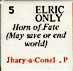 5 ELRIC
ONLY
Horn of Fate
(May save or end
world)
Jhary-a-Conel . P